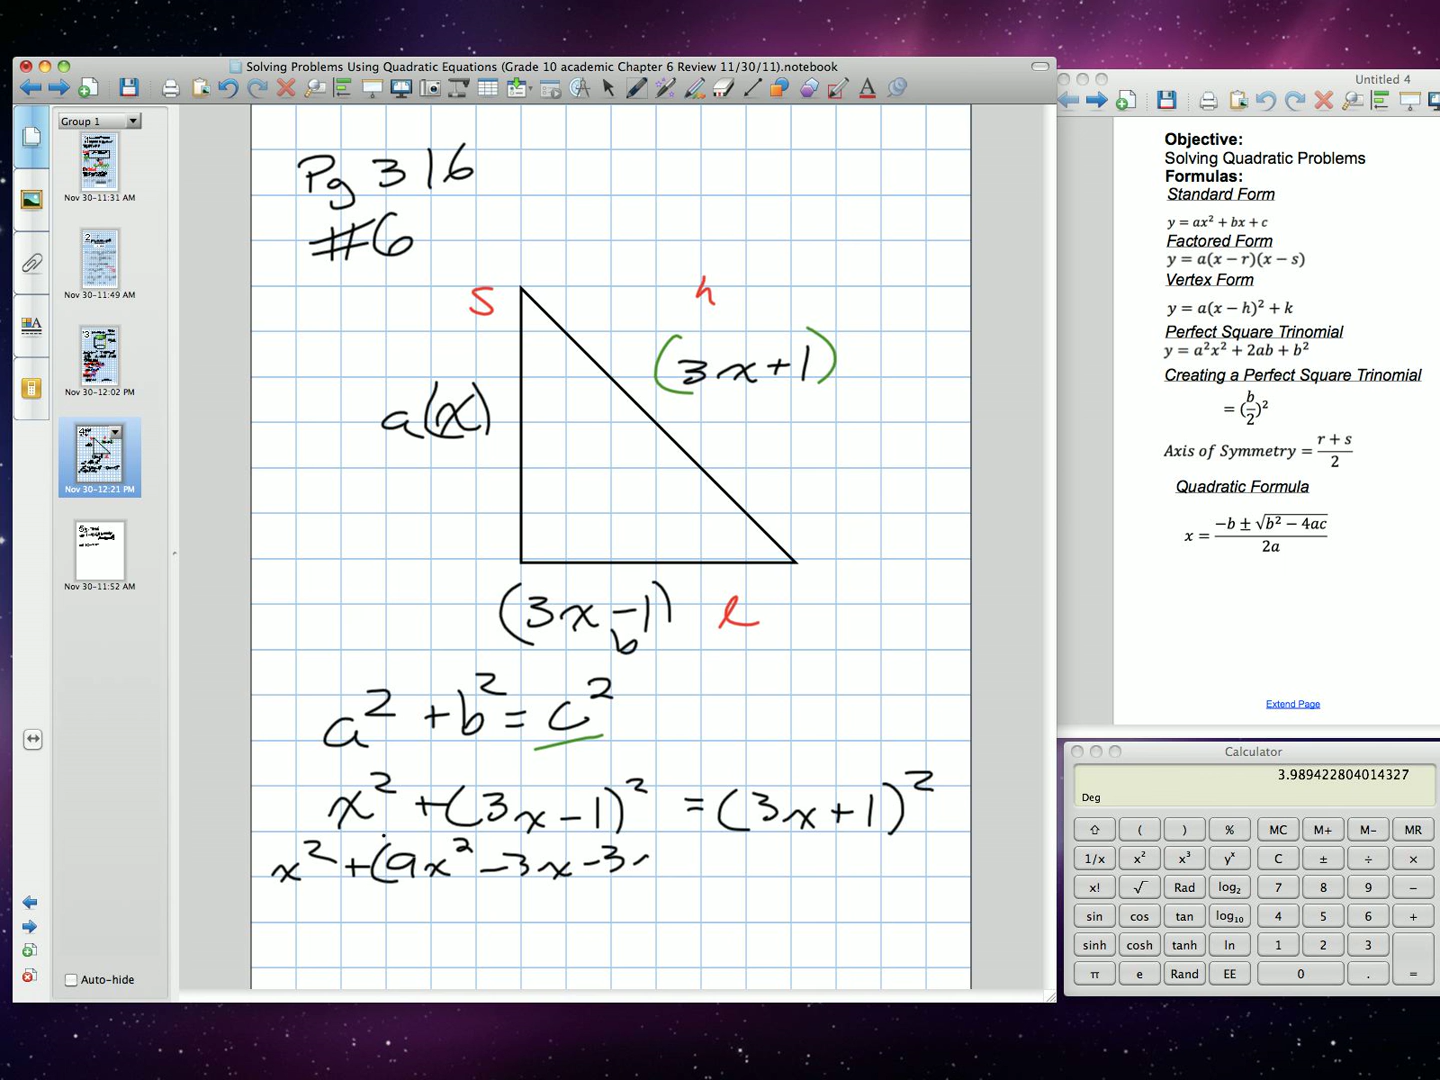 Solving Problems Using Quadratic Equations (Grade 10 academic Chapter 6 Review 11/30/11).notebook
Group 1
Nov 30-11:31 AM
Nov 30-11:49 AM
Nov 30-12:02 PM
Nov 30-12:21 PM
Nov 30-11:52 AM
Auto-hide
Pg 316
#6
s
h
(3x+1)
a(x)
(3x-1) l
b
a² + b² = c²
x² + (3x-1)² = (3x+1)²
x² + (9x² -3x -3
Untitled 4
Objective:
Solving Quadratic Problems
Formulas:
Standard Form
y = ax² + bx + c
Factored Form
y = a(x − r)(x − s)
Vertex Form
y = a(x − h)² + k
Perfect Square Trinomial
y = a²x² + 2ab + b²
Creating a Perfect Square Trinomial
= (b/2)²
Axis of Symmetry = (r + s)/2
Quadratic Formula
x = (−b ± √(b² − 4ac))/2a
Extend Page
Calculator
3.989422804014327
Deg
⇧ ( ) % MC M+ M− MR
1/x x² x³ yˣ C ± ÷ ×
x! √ Rad log₂ 7 8 9 −
sin cos tan log₁₀ 4 5 6 +
sinh cosh tanh ln 1 2 3
π e Rand EE 0 . =